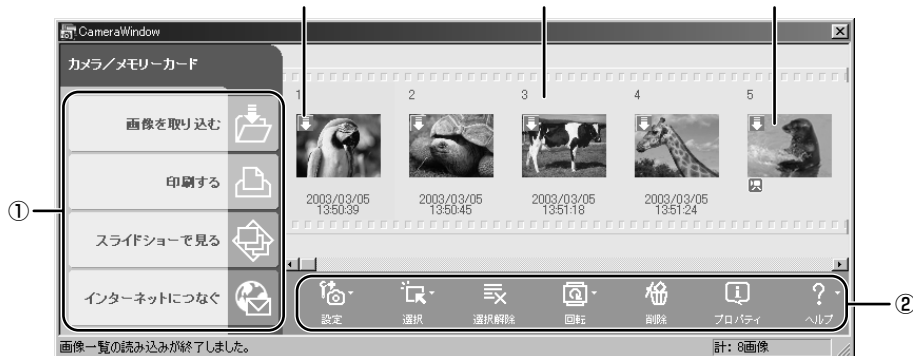 CameraWindow
カメラ／メモリーカード
画像を取り込む
印刷する
スライドショーで見る
インターネットにつなぐ
①
1 2 3 4 5
2003/03/05 2003/03/05 2003/03/05 2003/03/05
13:50:39 13:50:45 13:51:18 13:51:24
設定 選択 選択解除 回転 削除 プロパティ ヘルプ
②
画像一覧の読み込みが終了しました。
計: 8画像